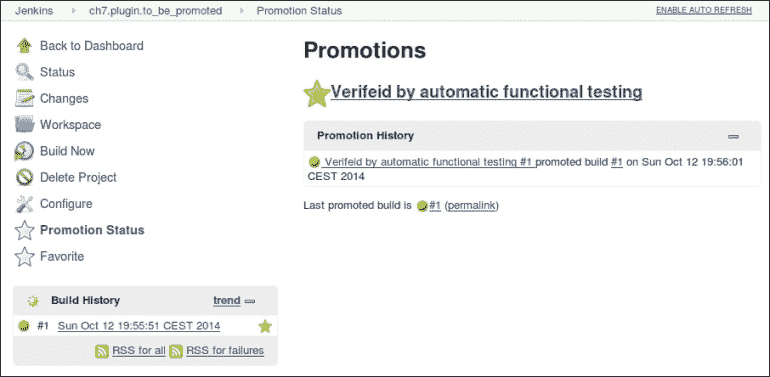 Jenkins ch7.plugin.to_be_promoted Promotion Status ENABLE AUTO REFRESH
Back to Dashboard
Status
Changes
Workspace
Build Now
Delete Project
Configure
Promotion Status
Favorite
Build History trend
#1 Sun Oct 12 19:55:51 CEST 2014
RSS for all RSS for failures
Promotions
Verifeid by automatic functional testing
Promotion History
Verifeid by automatic functional testing #1 promoted build #1 on Sun Oct 12 19:56:01
CEST 2014
Last promoted build is #1 (permalink)